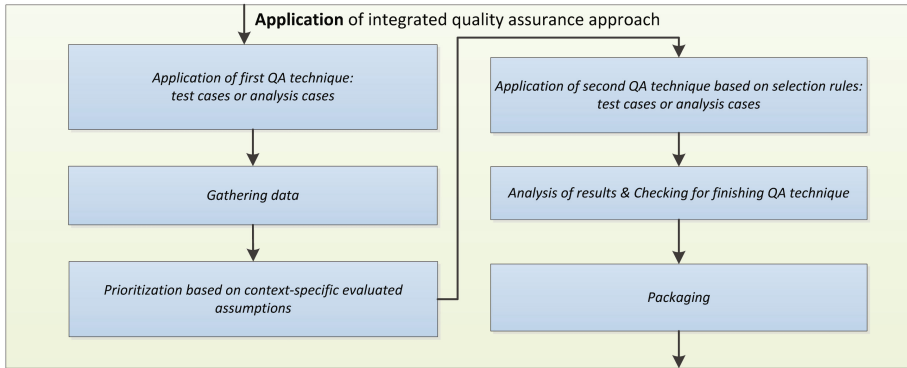 Application of integrated quality assurance approach
Application of first QA technique:
test cases or analysis cases
Gathering data
Prioritization based on context-specific evaluated
assumptions
Application of second QA technique based on selection rules:
test cases or analysis cases
Analysis of results & Checking for finishing QA technique
Packaging